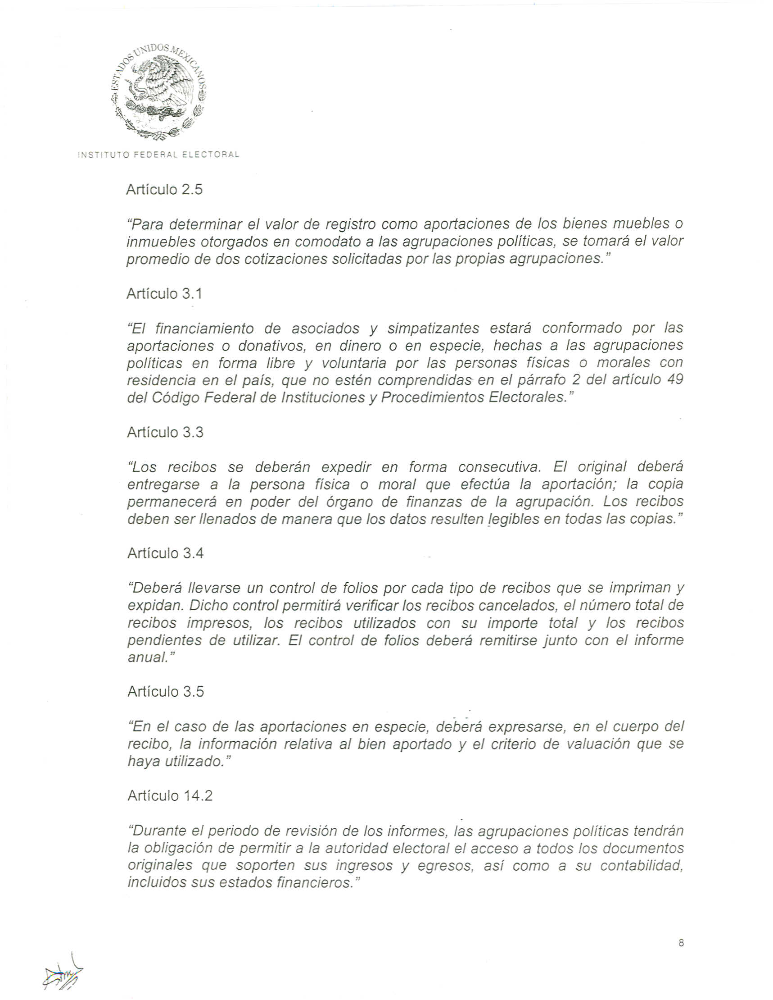 ESTADOS UNIDOS MEXICANOS
INSTITUTO FEDERAL ELECTORAL
Artículo 2.5
“Para determinar el valor de registro como aportaciones de los bienes muebles o
inmuebles otorgados en comodato a las agrupaciones políticas, se tomará el valor
promedio de dos cotizaciones solicitadas por las propias agrupaciones.”
Artículo 3.1
“El financiamiento de asociados y simpatizantes estará conformado por las
aportaciones o donativos, en dinero o en especie, hechas a las agrupaciones
políticas en forma libre y voluntaria por las personas físicas o morales con
residencia en el país, que no estén comprendidas en el párrafo 2 del artículo 49
del Código Federal de Instituciones y Procedimientos Electorales.”
Artículo 3.3
“Los recibos se deberán expedir en forma consecutiva. El original deberá
entregarse a la persona física o moral que efectúa la aportación; la copia
permanecerá en poder del órgano de finanzas de la agrupación. Los recibos
deben ser llenados de manera que los datos resulten legibles en todas las copias.”
Artículo 3.4
“Deberá llevarse un control de folios por cada tipo de recibos que se impriman y
expidan. Dicho control permitirá verificar los recibos cancelados, el número total de
recibos impresos, los recibos utilizados con su importe total y los recibos
pendientes de utilizar. El control de folios deberá remitirse junto con el informe
anual.”
Artículo 3.5
“En el caso de las aportaciones en especie, deberá expresarse, en el cuerpo del
recibo, la información relativa al bien aportado y el criterio de valuación que se
haya utilizado.”
Artículo 14.2
“Durante el periodo de revisión de los informes, las agrupaciones políticas tendrán
la obligación de permitir a la autoridad electoral el acceso a todos los documentos
originales que soporten sus ingresos y egresos, así como a su contabilidad,
incluidos sus estados financieros.”
8